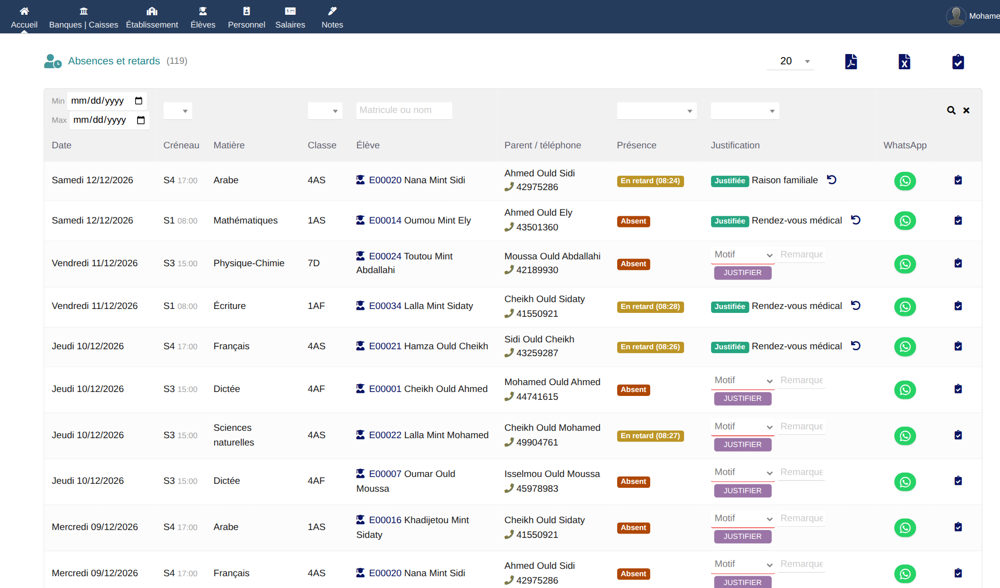 Accueil Banques | Caisses Établissement Élèves Personnel Salaires Notes Mohame
Absences et retards (119) 20
Min mm/dd/yyyy
Max mm/dd/yyyy
Matricule ou nom
Date Créneau Matière Classe Élève Parent / téléphone Présence Justification WhatsApp
Samedi 12/12/2026 S4 17:00 Arabe 4AS E00020 Nana Mint Sidi Ahmed Ould Sidi 42975286 En retard (08:24) Justifiée Raison familiale
Samedi 12/12/2026 S1 08:00 Mathématiques 1AS E00014 Oumou Mint Ely Ahmed Ould Ely 43501360 Absent Justifiée Rendez-vous médical
Vendredi 11/12/2026 S3 15:00 Physique-Chimie 7D E00024 Toutou Mint Abdallahi Moussa Ould Abdallahi 42189930 Absent Motif Remarque JUSTIFIER
Vendredi 11/12/2026 S1 08:00 Écriture 1AF E00034 Lalla Mint Sidaty Cheikh Ould Sidaty 41550921 En retard (08:28) Justifiée Rendez-vous médical
Jeudi 10/12/2026 S4 17:00 Français 4AS E00021 Hamza Ould Cheikh Sidi Ould Cheikh 43259287 En retard (08:26) Justifiée Rendez-vous médical
Jeudi 10/12/2026 S3 15:00 Dictée 4AF E00001 Cheikh Ould Ahmed Mohamed Ould Ahmed 44741615 Absent Motif Remarque JUSTIFIER
Jeudi 10/12/2026 S3 15:00 Sciences naturelles 4AS E00022 Lalla Mint Mohamed Cheikh Ould Mohamed 49904761 En retard (08:27) Motif Remarque JUSTIFIER
Jeudi 10/12/2026 S3 15:00 Dictée 4AF E00007 Oumar Ould Moussa Isselmou Ould Moussa 45978983 Absent Motif Remarque JUSTIFIER
Mercredi 09/12/2026 S4 17:00 Arabe 1AS E00016 Khadijetou Mint Sidaty Cheikh Ould Sidaty 41550921 Absent Motif Remarque JUSTIFIER
Mercredi 09/12/2026 S4 17:00 Français 4AS E00020 Nana Mint Sidi Ahmed Ould Sidi 42975286 Absent Motif Remarque JUSTIFIER